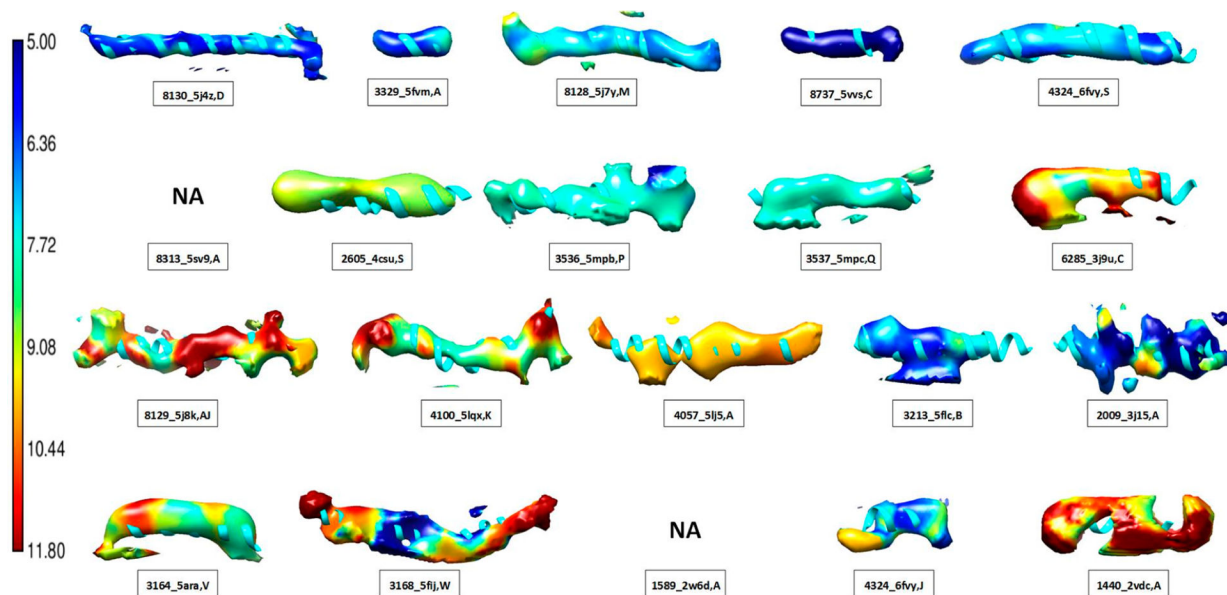 5.00
6.36
7.72
9.08
10.44
11.80
8130_5j4z,D
3329_5fvm,A
8128_5j7y,M
8737_5vvs,C
4324_6fvy,S
NA
8313_5sv9,A
2605_4csu,S
3536_5mpb,P
3537_5mpc,Q
6285_3j9u,C
8129_5j8k,AJ
4100_5lqx,K
4057_5lj5,A
3213_5flc,B
2009_3j15,A
NA
3164_5ara,V
3168_5fij,W
1589_2w6d,A
4324_6fvy,J
1440_2vdc,A